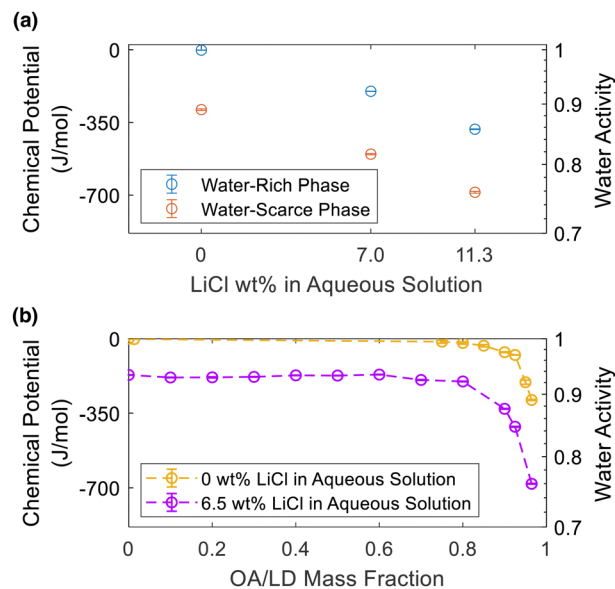 (a)
0
-350
-700
Chemical Potential
(J/mol)
1
0.9
0.8
0.7
Water Activity
Water-Rich Phase
Water-Scarce Phase
0
7.0
11.3
LiCl wt% in Aqueous Solution
(b)
0
-350
-700
Chemical Potential
(J/mol)
1
0.9
0.8
0.7
Water Activity
0 wt% LiCl in Aqueous Solution
6.5 wt% LiCl in Aqueous Solution
0
0.2
0.4
0.6
0.8
1
OA/LD Mass Fraction